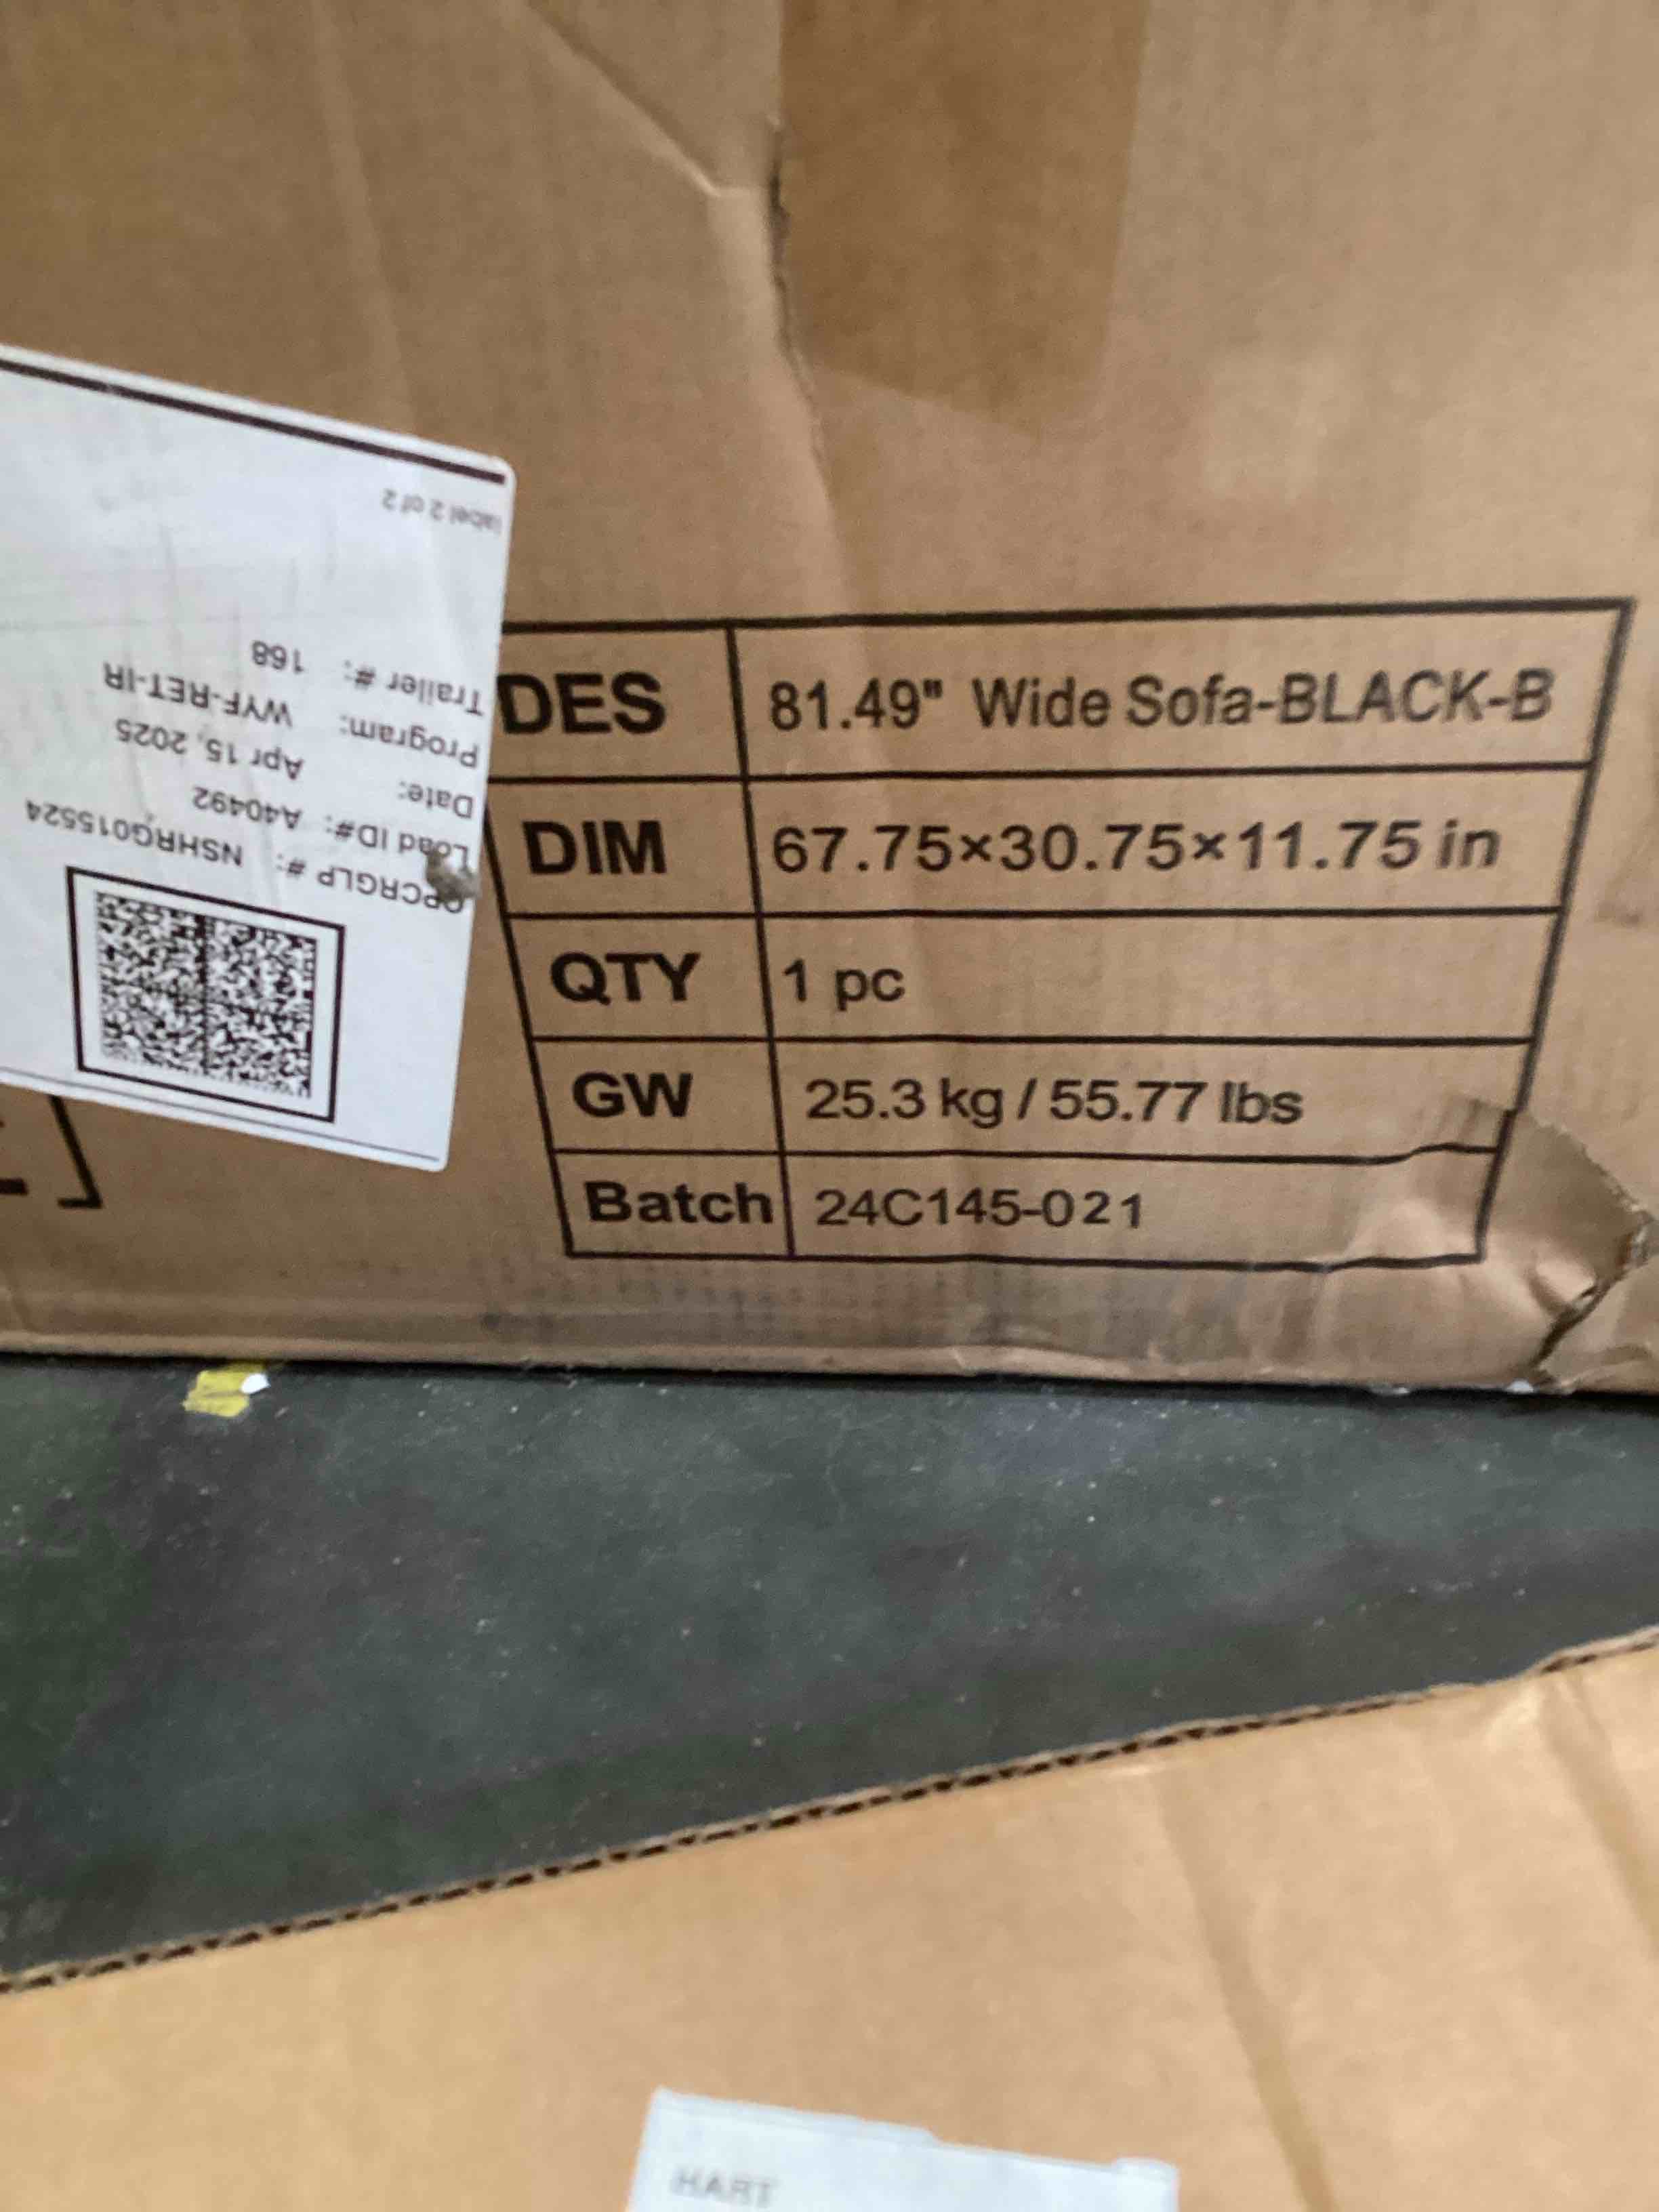 label 2 of 2
Trailer #: 168
Program: WYF-RET-IR
Date: Apr 15, 2025
Load ID#: A40492
NSHRG015524
DES 81.49" Wide Sofa-BLACK-B
DIM 67.75×30.75×11.75 in
QTY 1 pc
GW 25.3 kg / 55.77 lbs
Batch 24C145-021
HART